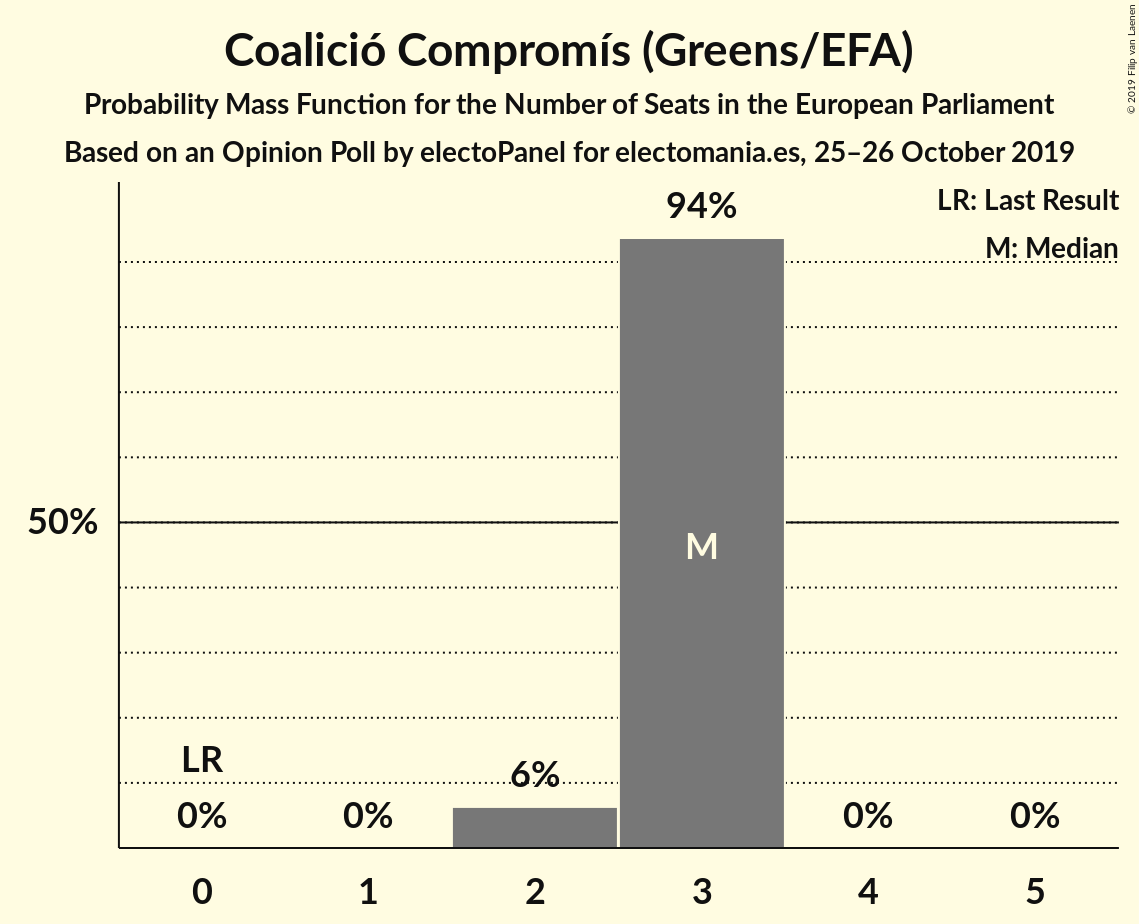 Coalició Compromís (Greens/EFA)
Probability Mass Function for the Number of Seats in the European Parliament
Based on an Opinion Poll by electoPanel for electomania.es, 25–26 October 2019
© 2019 Filip van Laenen
LR: Last Result
M: Median
94%
50%
M
LR
6%
0%
0%
0%
0%
0
1
2
3
4
5